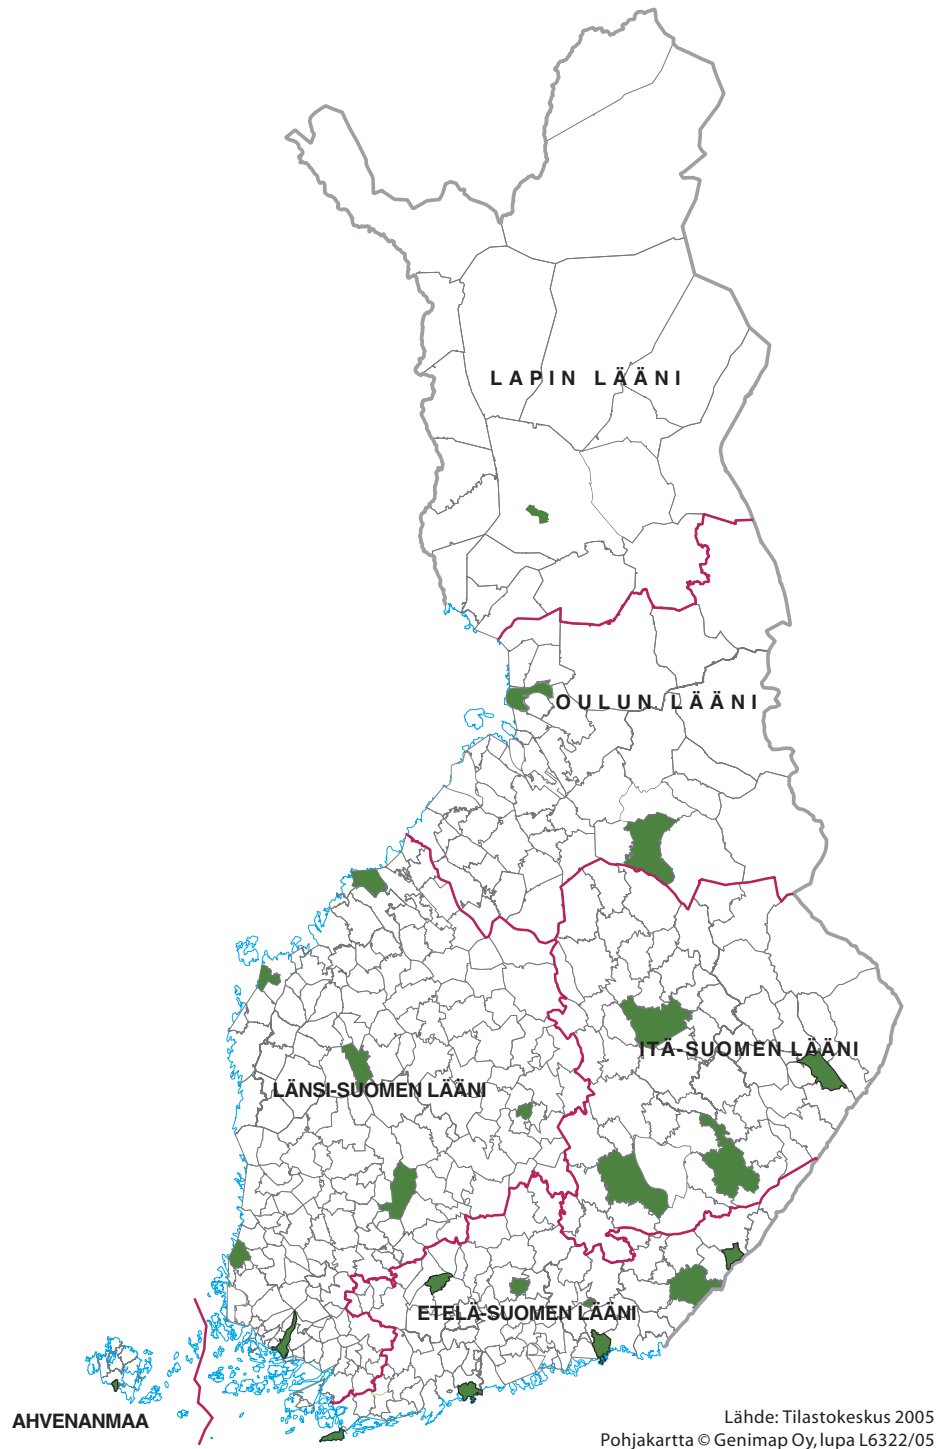 LAPIN LÄÄNI
OULUN LÄÄNI
ITÄ-SUOMEN LÄÄNI
LÄNSI-SUOMEN LÄÄNI
ETELÄ-SUOMEN LÄÄNI
AHVENANMAA
Lähde: Tilastokeskus 2005
Pohjakartta © Genimap Oy, lupa L6322/05